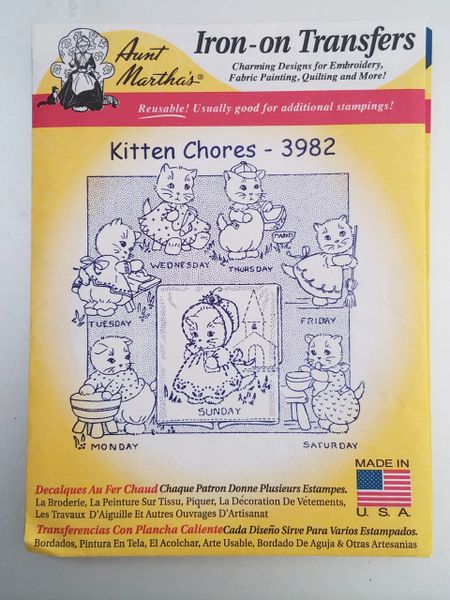 Aunt
Martha's®
Iron-on Transfers
Charming Designs for Embroidery,
Fabric Painting, Quilting and More!
Reusable! Usually good for additional stampings!
Kitten Chores - 3982
WEDNESDAY
THURSDAY
MARKET
TUESDAY
FRIDAY
SUNDAY
MONDAY
SATURDAY
Decalques Au Fer Chaud Chaque Patron Donne Plusieurs Estampes.
La Broderie, La Peinture Sur Tissu, Piquer, La Décoration De Vétements,
Les Travaux D'Aiguille Et Autres Ouvrages D'Artisanat
Transferencias Con Plancha Caliente Cada Diseño Sirve Para Varios Estampados.
Bordados, Pintura En Tela, El Acolchar, Arte Usable, Bordado De Aguja & Otras Artesanias
MADE IN
U.S.A